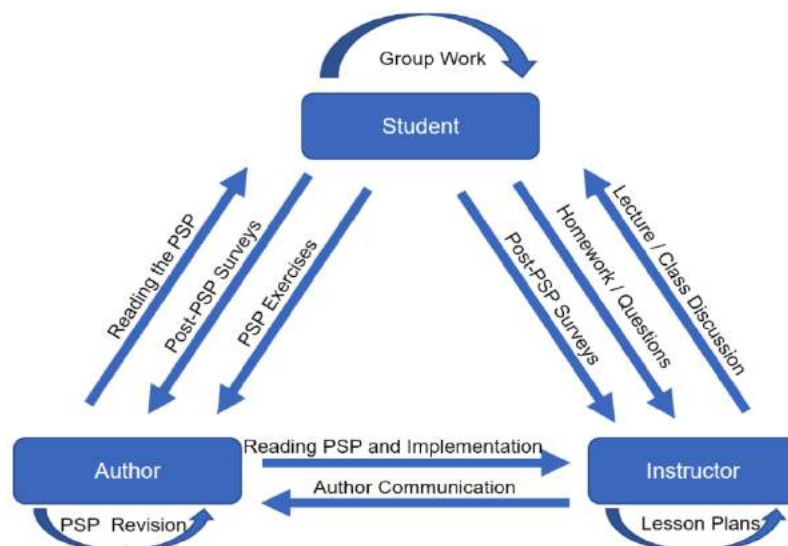 Group Work
Student
Reading the PSP
Post-PSP Surveys
PSP Exercises
Post-PSP Surveys
Homework / Questions
Lecture / Class Discussion
Author
Reading PSP and Implementation
Author Communication
Instructor
PSP Revision
Lesson Plans